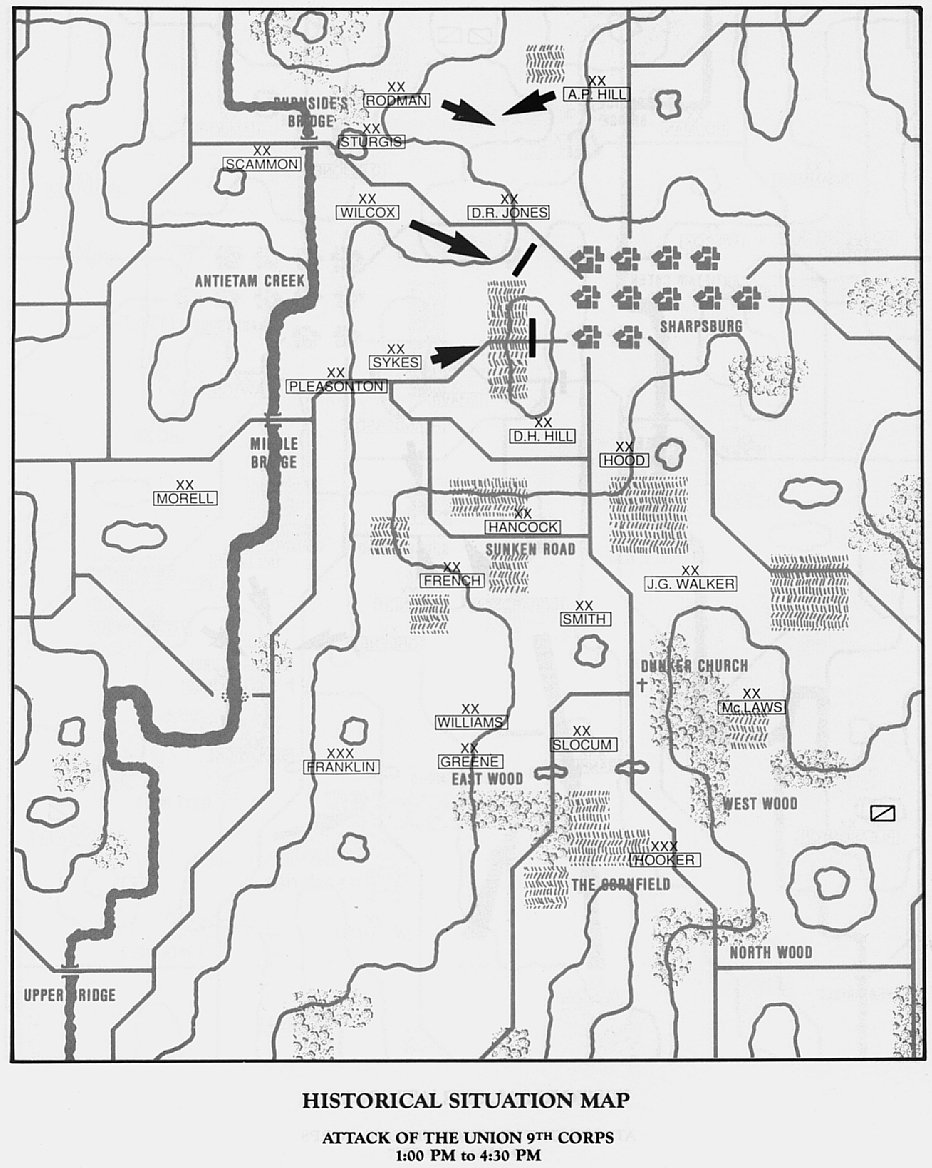 XX
RODMAN
XX
A.P. HILL
BURNSIDE'S
BRIDGE
XX
STURGIS
XX
SCAMMON
XX
WILCOX
XX
D.R. JONES
ANTIETAM CREEK
SHARPSBURG
XX
SYKES
XX
PLEASONTON
XX
D.H. HILL
MIDDLE
BRIDGE
XX
HOOD
XX
MORELL
XX
HANCOCK
SUNKEN ROAD
XX
FRENCH
XX
J.G. WALKER
XX
SMITH
DUNKER CHURCH
XX
McLAWS
XX
WILLIAMS
XX
SLOCUM
XX
GREENE
XXX
FRANKLIN
EAST WOOD
WEST WOOD
XXX
HOOKER
THE CORNFIELD
NORTH WOOD
UPPER BRIDGE
HISTORICAL SITUATION MAP
ATTACK OF THE UNION 9TH CORPS
1:00 PM to 4:30 PM